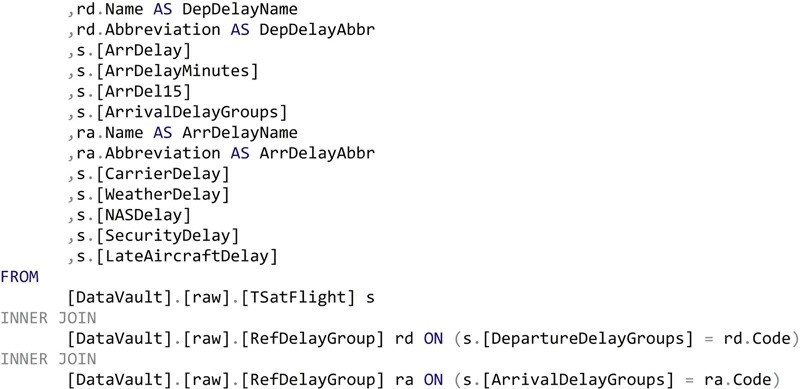 ,rd.Name AS DepDelayName
,rd.Abbreviation AS DepDelayAbbr
,s.[ArrDelay]
,s.[ArrDelayMinutes]
,s.[ArrDel15]
,s.[ArrivalDelayGroups]
,ra.Name AS ArrDelayName
,ra.Abbreviation AS ArrDelayAbbr
,s.[CarrierDelay]
,s.[WeatherDelay]
,s.[NASDelay]
,s.[SecurityDelay]
,s.[LateAircraftDelay]
FROM
[DataVault].[raw].[TSatFlight] s
INNER JOIN
[DataVault].[raw].[RefDelayGroup] rd ON (s.[DepartureDelayGroups] = rd.Code)
INNER JOIN
[DataVault].[raw].[RefDelayGroup] ra ON (s.[ArrivalDelayGroups] = ra.Code)